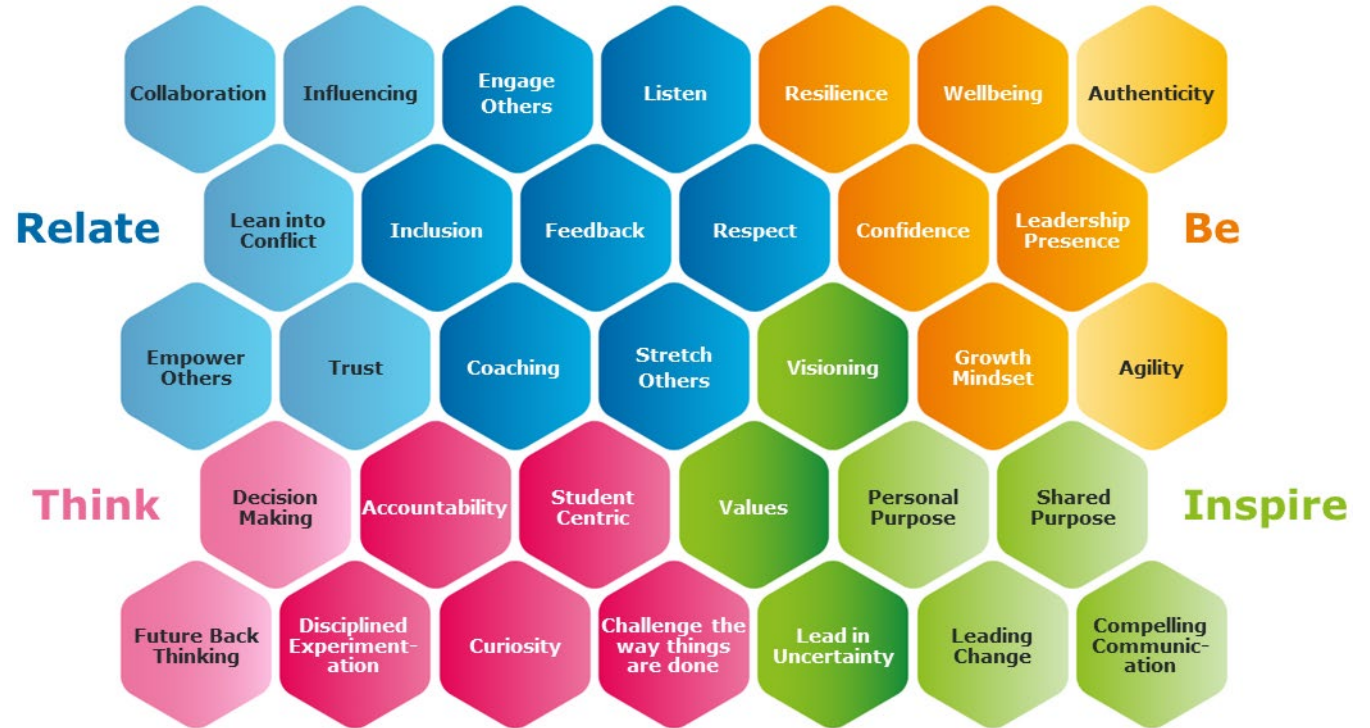 Collaboration
Influencing
Engage
Others
Listen
Resilience
Wellbeing
Authenticity
Relate
Lean into
Conflict
Inclusion
Feedback
Respect
Confidence
Leadership
Presence
Be
Empower
Others
Trust
Coaching
Stretch
Others
Visioning
Growth
Mindset
Agility
Think
Decision
Making
Accountability
Student
Centric
Values
Personal
Purpose
Shared
Purpose
Inspire
Future Back
Thinking
Disciplined
Experiment-
ation
Curiosity
Challenge the
way things
are done
Lead in
Uncertainty
Leading
Change
Compelling
Communic-
ation